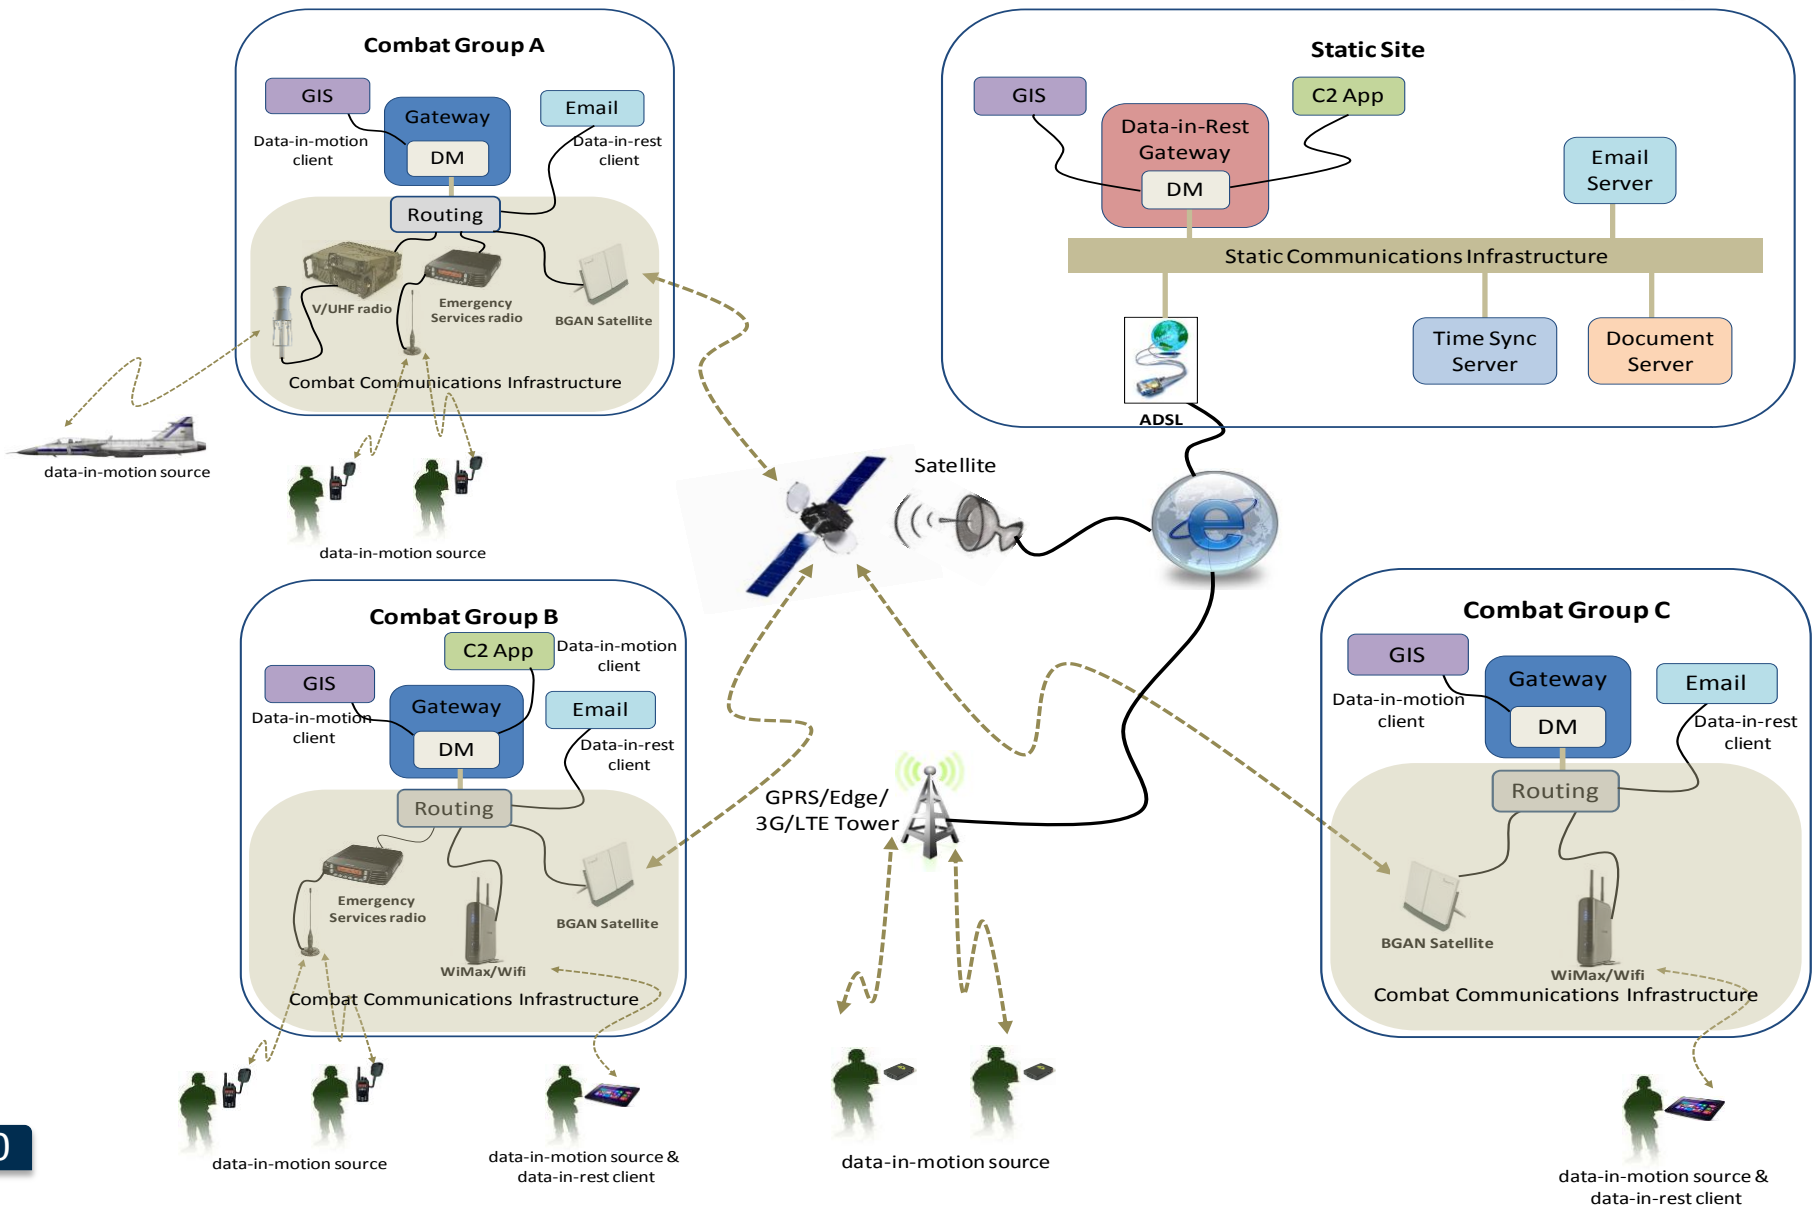 Combat Group A
GIS
Gateway
Email
Data-in-motion
client
DM
Data-in-rest
client
Routing
V/UHF radio
Emergency
Services radio
BGAN Satellite
Combat Communications Infrastructure
data-in-motion source
data-in-motion source
Static Site
GIS
C2 App
Data-in-Rest
Gateway
DM
Email
Server
Static Communications Infrastructure
Time Sync
Server
Document
Server
ADSL
Satellite
Combat Group B
C2 App
Data-in-motion
client
GIS
Gateway
Email
Data-in-motion
client
DM
Data-in-rest
client
Routing
Emergency
Services radio
BGAN Satellite
WiMax/Wifi
Combat Communications Infrastructure
data-in-motion source
data-in-motion source &
data-in-rest client
GPRS/Edge/
3G/LTE Tower
data-in-motion source
Combat Group C
GIS
Gateway
Email
Data-in-motion
client
DM
Data-in-rest
client
Routing
BGAN Satellite
WiMax/Wifi
Combat Communications Infrastructure
data-in-motion source &
data-in-rest client